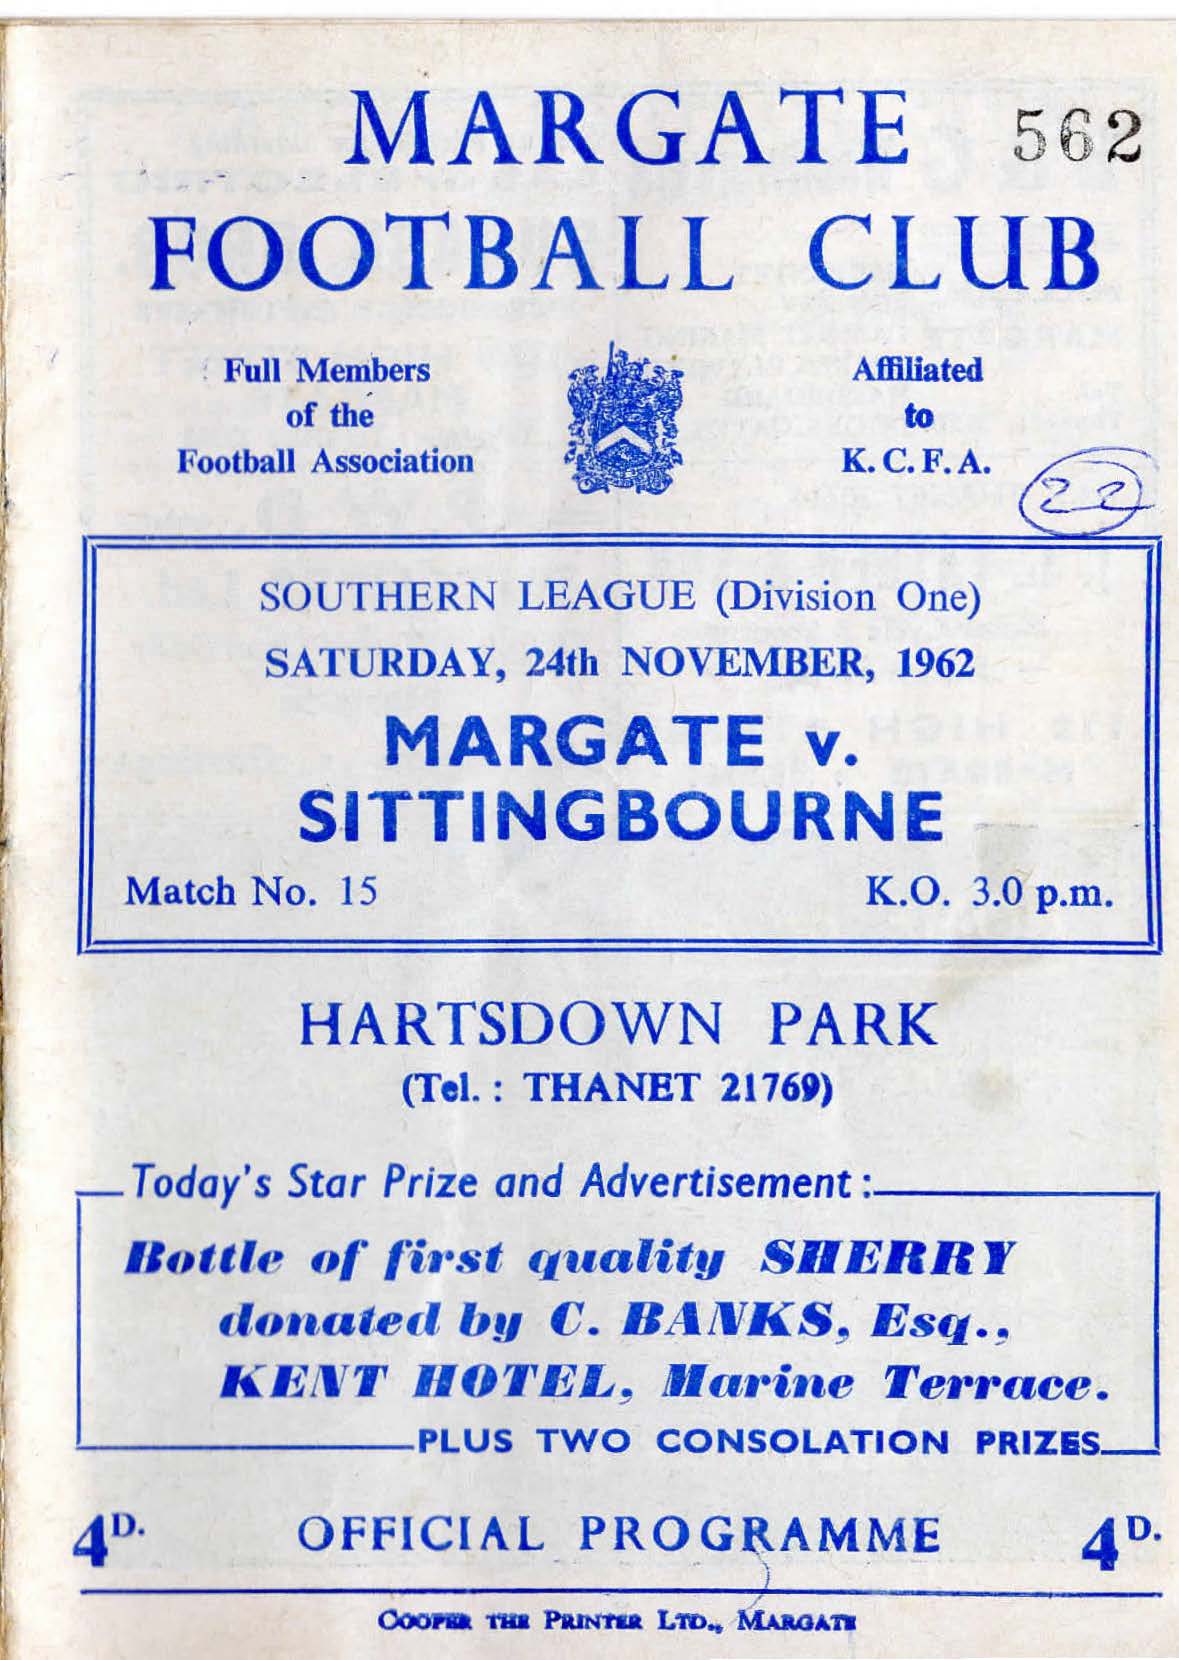 MARGATE 562
FOOTBALL CLUB
Full Members
of the
Football Association
Affiliated
to
K. C. F. A.
22
SOUTHERN LEAGUE (Division One)
SATURDAY, 24th NOVEMBER, 1962
MARGATE v.
SITTINGBOURNE
Match No. 15 K.O. 3.0 p.m.
HARTSDOWN PARK
(Tel. : THANET 21769)
Today's Star Prize and Advertisement :
Bottle of first quality SHERRY
donated by C. BANKS, Esq.,
KENT HOTEL, Marine Terrace.
PLUS TWO CONSOLATION PRIZES
4D. OFFICIAL PROGRAMME 4D.
COOPER THE PRINTER LTD., MARGATE